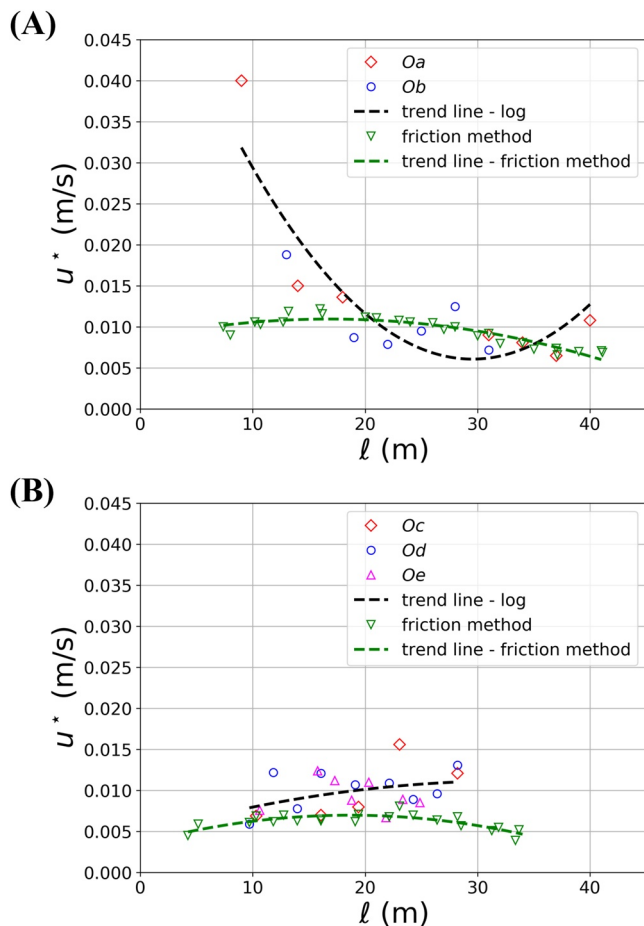 (A)
0.045
0.040
0.035
0.030
0.025
0.020
0.015
0.010
0.005
0.000
u* (m/s)
Oa
Ob
trend line - log
friction method
trend line - friction method
0 10 20 30 40
ℓ (m)
(B)
0.045
0.040
0.035
0.030
0.025
0.020
0.015
0.010
0.005
0.000
u* (m/s)
Oc
Od
Oe
trend line - log
friction method
trend line - friction method
0 10 20 30 40
ℓ (m)